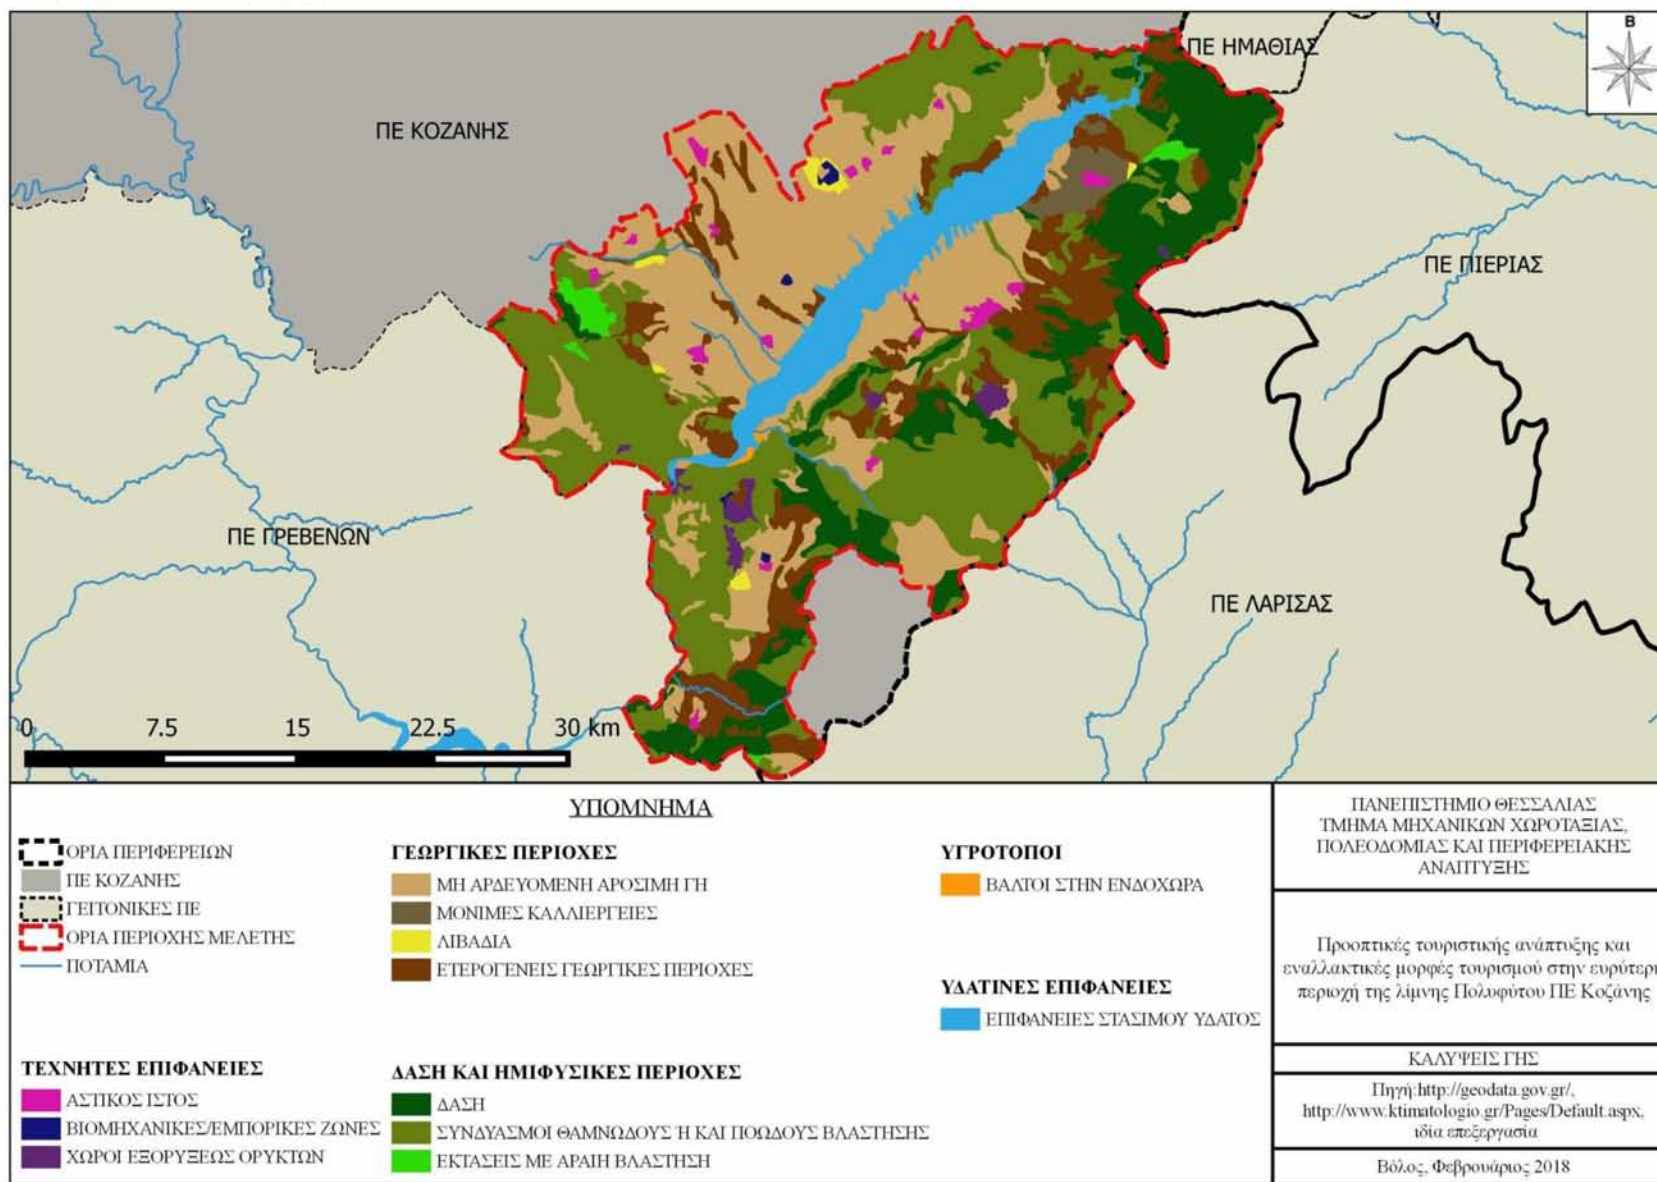 Β
ΠΕ ΗΜΑΘΙΑΣ
ΠΕ ΚΟΖΑΝΗΣ
ΠΕ ΠΙΕΡΙΑΣ
ΠΕ ΓΡΕΒΕΝΩΝ
ΠΕ ΛΑΡΙΣΑΣ
0 7.5 15 22.5 30 km
ΥΠΟΜΝΗΜΑ
ΟΡΙΑ ΠΕΡΙΦΕΡΕΙΩΝ
ΠΕ ΚΟΖΑΝΗΣ
ΓΕΙΤΟΝΙΚΕΣ ΠΕ
ΟΡΙΑ ΠΕΡΙΟΧΗΣ ΜΕΛΕΤΗΣ
ΠΟΤΑΜΙΑ
ΤΕΧΝΗΤΕΣ ΕΠΙΦΑΝΕΙΕΣ
ΑΣΤΙΚΟΣ ΙΣΤΟΣ
ΒΙΟΜΗΧΑΝΙΚΕΣ/ΕΜΠΟΡΙΚΕΣ ΖΩΝΕΣ
ΧΩΡΟΙ ΕΞΟΡΥΞΕΩΣ ΟΡΥΚΤΩΝ
ΓΕΩΡΓΙΚΕΣ ΠΕΡΙΟΧΕΣ
ΜΗ ΑΡΔΕΥΟΜΕΝΗ ΑΡΟΣΙΜΗ ΓΗ
ΜΟΝΙΜΕΣ ΚΑΛΛΙΕΡΓΕΙΕΣ
ΛΙΒΑΔΙΑ
ΕΤΕΡΟΓΕΝΕΙΣ ΓΕΩΡΓΙΚΕΣ ΠΕΡΙΟΧΕΣ
ΔΑΣΗ ΚΑΙ ΗΜΙΦΥΣΙΚΕΣ ΠΕΡΙΟΧΕΣ
ΔΑΣΗ
ΣΥΝΔΥΑΣΜΟΙ ΘΑΜΝΩΔΟΥΣ Ή ΚΑΙ ΠΟΩΔΟΥΣ ΒΛΑΣΤΗΣΗΣ
ΕΚΤΑΣΕΙΣ ΜΕ ΑΡΑΙΗ ΒΛΑΣΤΗΣΗ
ΥΓΡΟΤΟΠΟΙ
ΒΑΛΤΟΙ ΣΤΗΝ ΕΝΔΟΧΩΡΑ
ΥΔΑΤΙΝΕΣ ΕΠΙΦΑΝΕΙΕΣ
ΕΠΙΦΑΝΕΙΕΣ ΣΤΑΣΙΜΟΥ ΥΔΑΤΟΣ
ΠΑΝΕΠΙΣΤΗΜΙΟ ΘΕΣΣΑΛΙΑΣ
ΤΜΗΜΑ ΜΗΧΑΝΙΚΩΝ ΧΩΡΟΤΑΞΙΑΣ,
ΠΟΛΕΟΔΟΜΙΑΣ ΚΑΙ ΠΕΡΙΦΕΡΕΙΑΚΗΣ
ΑΝΑΠΤΥΞΗΣ
Προοπτικές τουριστικής ανάπτυξης και
εναλλακτικές μορφές τουρισμού στην ευρύτερη
περιοχή της λίμνης Πολυφύτου ΠΕ Κοζάνης
ΚΑΛΥΨΕΙΣ ΓΗΣ
Πηγή:http://geodata.gov.gr/,
http://www.ktimatologio.gr/Pages/Default.aspx,
ιδία επεξεργασία
Βόλος, Φεβρουάριος 2018